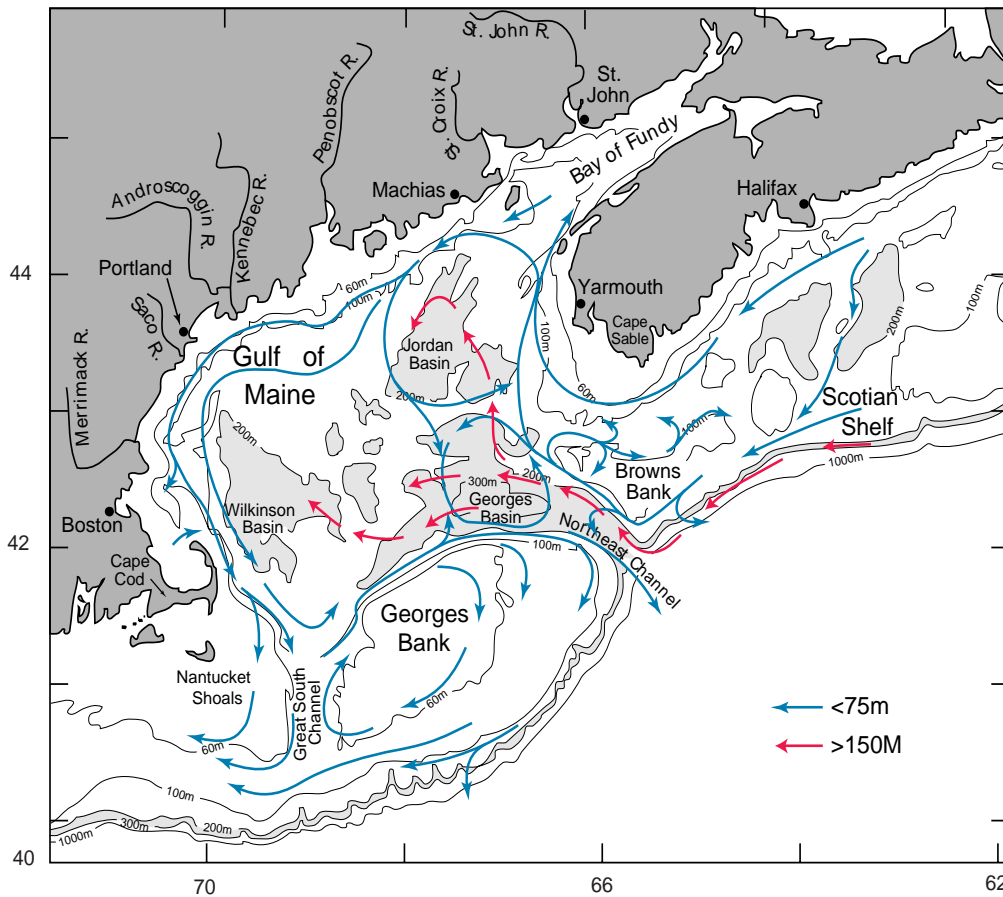 St. John R.
St. John
Penobscot R.
St. Croix R.
Bay of Fundy
Machias
Halifax
Androscoggin R.
Kennebec R.
44
Portland
60m
100m
Yarmouth
Saco R.
Cape Sable
100m
200m
100m
Gulf of Maine
Jordan Basin
Merrimack R.
60m
200m
Scotian Shelf
200m
100m
1000m
Browns Bank
200m
300m
Georges Basin
Wilkinson Basin
Boston
Northeast Channel
42
100m
Cape Cod
Georges Bank
Nantucket Shoals
Great South Channel
60m
<75m
60m
>150M
100m
200m
300m
1000m
40
70
66
62